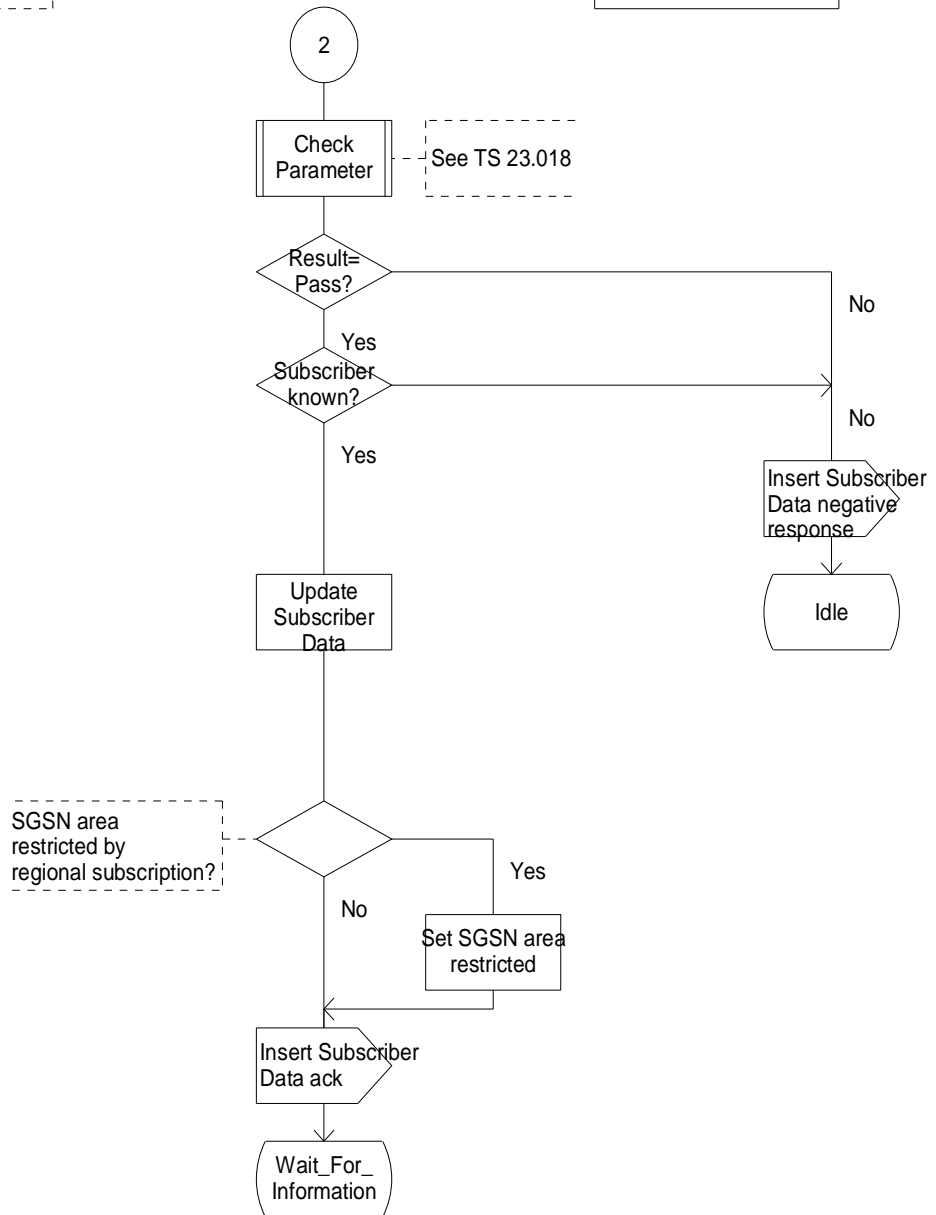 2
Check
Parameter
See TS 23.018
Result=
Pass?
No
Yes
Subscriber
known?
No
Yes
Insert Subscriber
Data negative
response
Update
Subscriber
Data
Idle
SGSN area
restricted by
regional subscription?
Yes
No
Set SGSN area
restricted
Insert Subscriber
Data ack
Wait_For_
Information